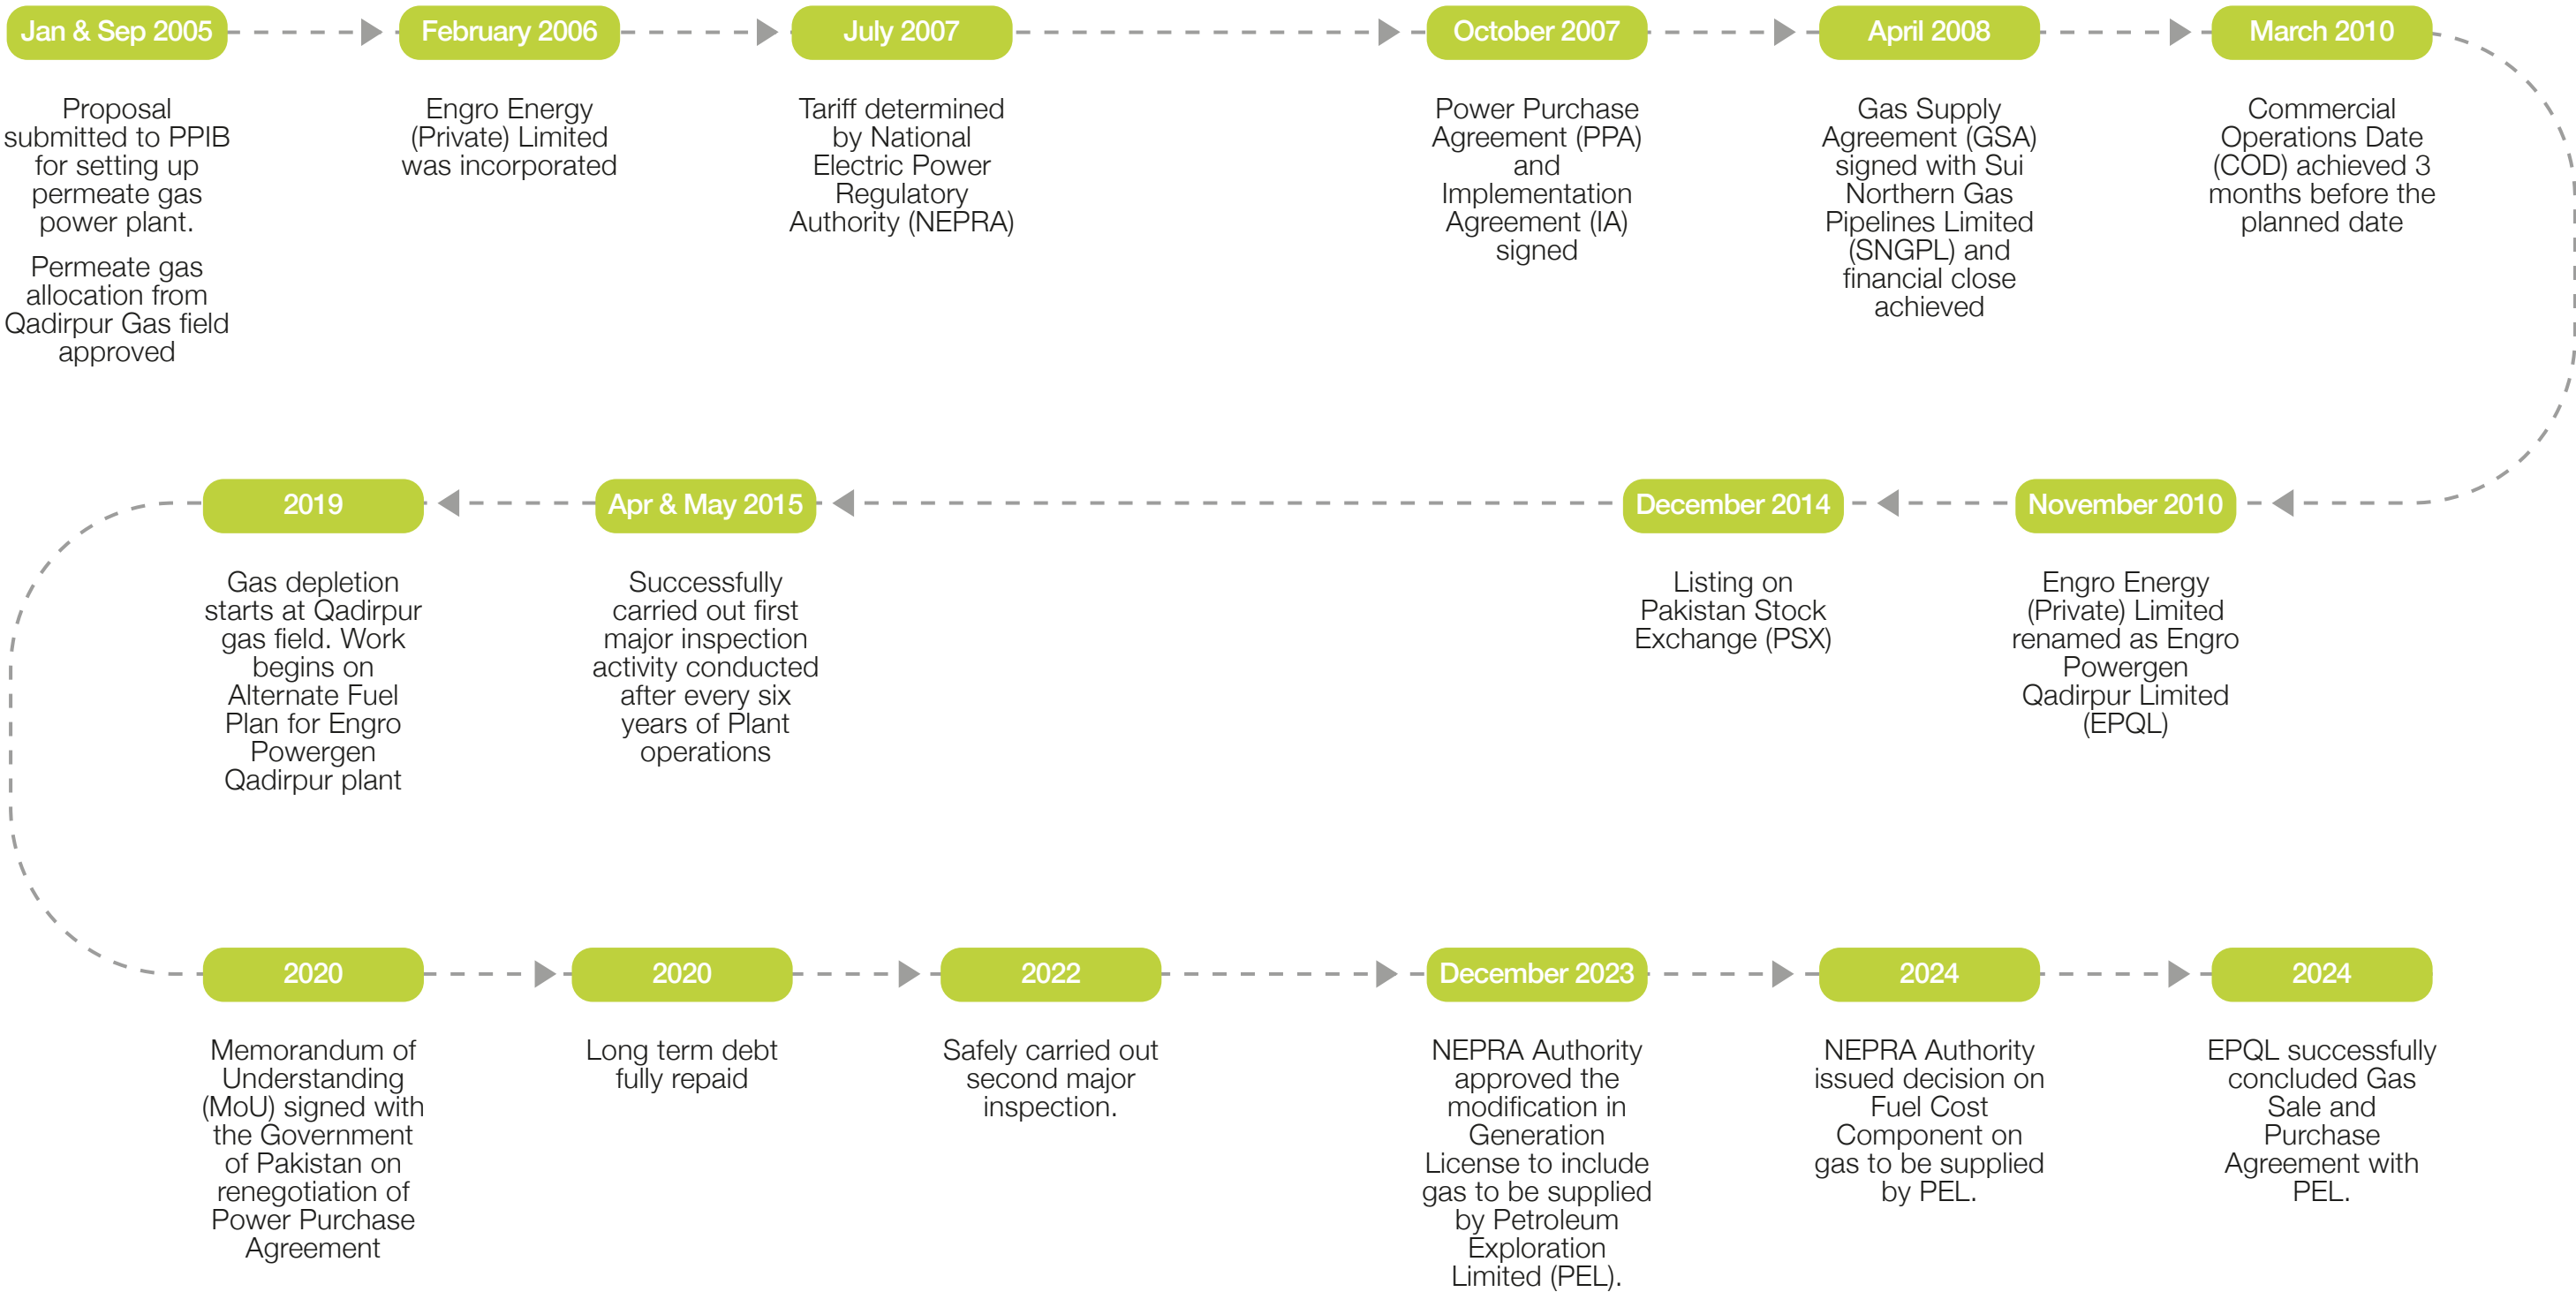 Jan & Sep 2005
Proposal
submitted to PPIB
for setting up
permeate gas
power plant.
Permeate gas
allocation from
Qadirpur Gas field
approved
February 2006
Engro Energy
(Private) Limited
was incorporated
July 2007
Tariff determined
by National
Electric Power
Regulatory
Authority (NEPRA)
October 2007
Power Purchase
Agreement (PPA)
and
Implementation
Agreement (IA)
signed
April 2008
Gas Supply
Agreement (GSA)
signed with Sui
Northern Gas
Pipelines Limited
(SNGPL) and
financial close
achieved
March 2010
Commercial
Operations Date
(COD) achieved 3
months before the
planned date
November 2010
Engro Energy
(Private) Limited
renamed as Engro
Powergen
Qadirpur Limited
(EPQL)
December 2014
Listing on
Pakistan Stock
Exchange (PSX)
Apr & May 2015
Successfully
carried out first
major inspection
activity conducted
after every six
years of Plant
operations
2019
Gas depletion
starts at Qadirpur
gas field. Work
begins on
Alternate Fuel
Plan for Engro
Powergen
Qadirpur plant
2020
Memorandum of
Understanding
(MoU) signed with
the Government
of Pakistan on
renegotiation of
Power Purchase
Agreement
2020
Long term debt
fully repaid
2022
Safely carried out
second major
inspection.
December 2023
NEPRA Authority
approved the
modification in
Generation
License to include
gas to be supplied
by Petroleum
Exploration
Limited (PEL).
2024
NEPRA Authority
issued decision on
Fuel Cost
Component on
gas to be supplied
by PEL.
2024
EPQL successfully
concluded Gas
Sale and
Purchase
Agreement with
PEL.